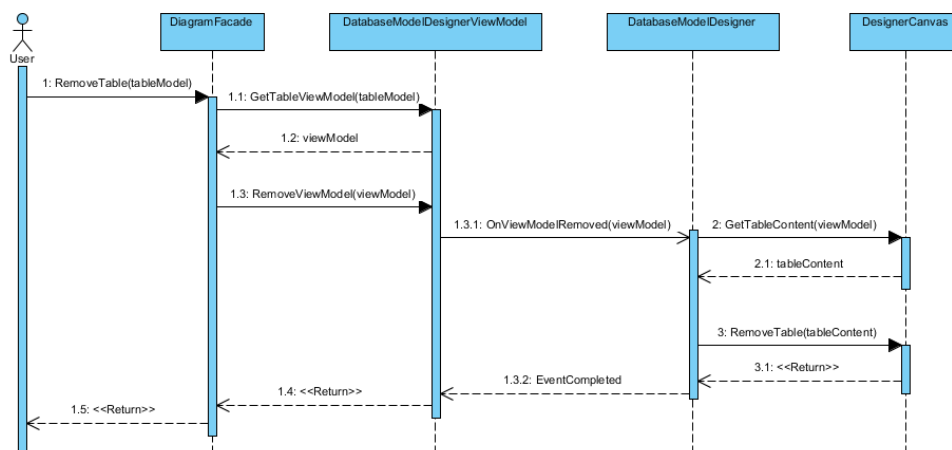 DiagramFacade
DatabaseModelDesignerViewModel
DatabaseModelDesigner
DesignerCanvas
User
1: RemoveTable(tableModel)
1.1: GetTableViewModel(tableModel)
1.2: viewModel
1.3: RemoveViewModel(viewModel)
1.3.1: OnViewModelRemoved(viewModel)
2: GetTableContent(viewModel)
2.1: tableContent
3: RemoveTable(tableContent)
3.1: <<Return>>
1.3.2: EventCompleted
1.4: <<Return>>
1.5: <<Return>>